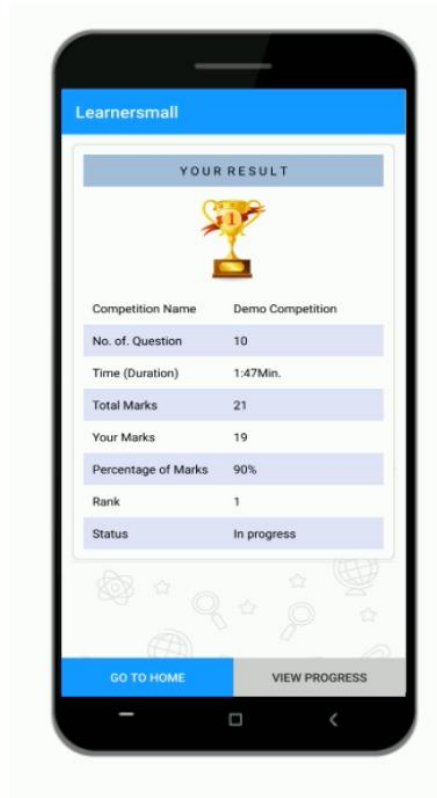 Learnersmall
YOUR RESULT
1
Competition Name Demo Competition
No. of. Question 10
Time (Duration) 1:47Min.
Total Marks 21
Your Marks 19
Percentage of Marks 90%
Rank 1
Status In progress
GO TO HOME VIEW PROGRESS